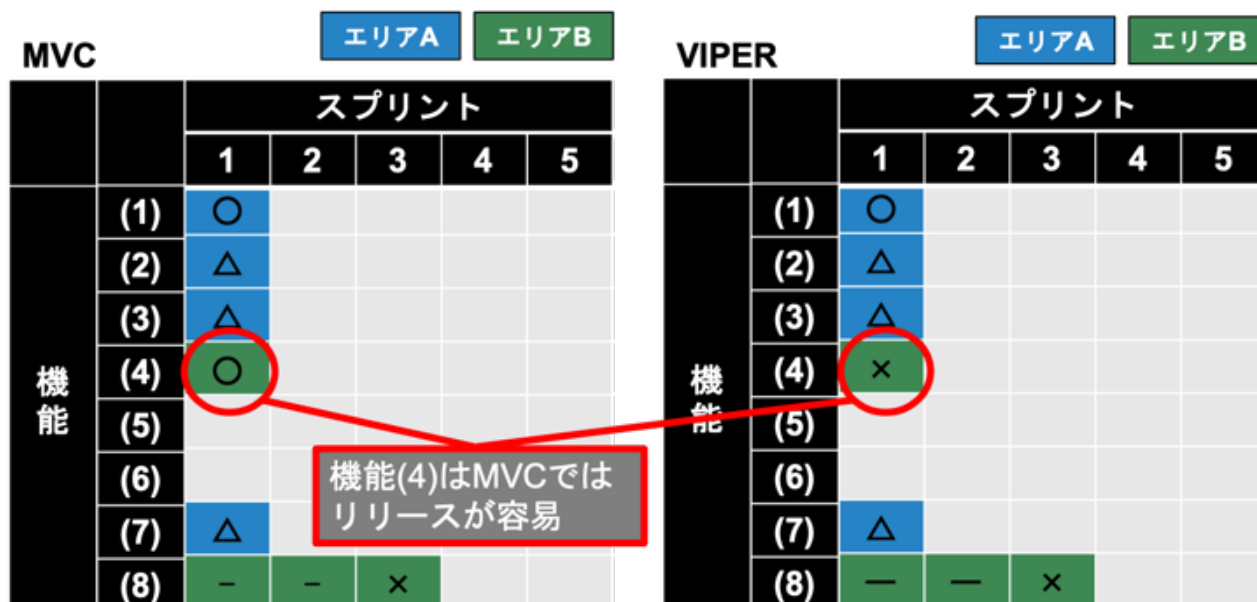 MVC
エリアA
エリアB
スプリント
1 2 3 4 5
機能
(1) ○
(2) △
(3) △
(4) ○
(5)
(6)
(7) △
(8) − − ×
VIPER
エリアA
エリアB
スプリント
1 2 3 4 5
機能
(1) ○
(2) △
(3) △
(4) ×
(5)
(6)
(7) △
(8) — — ×
機能(4)はMVCでは
リリースが容易